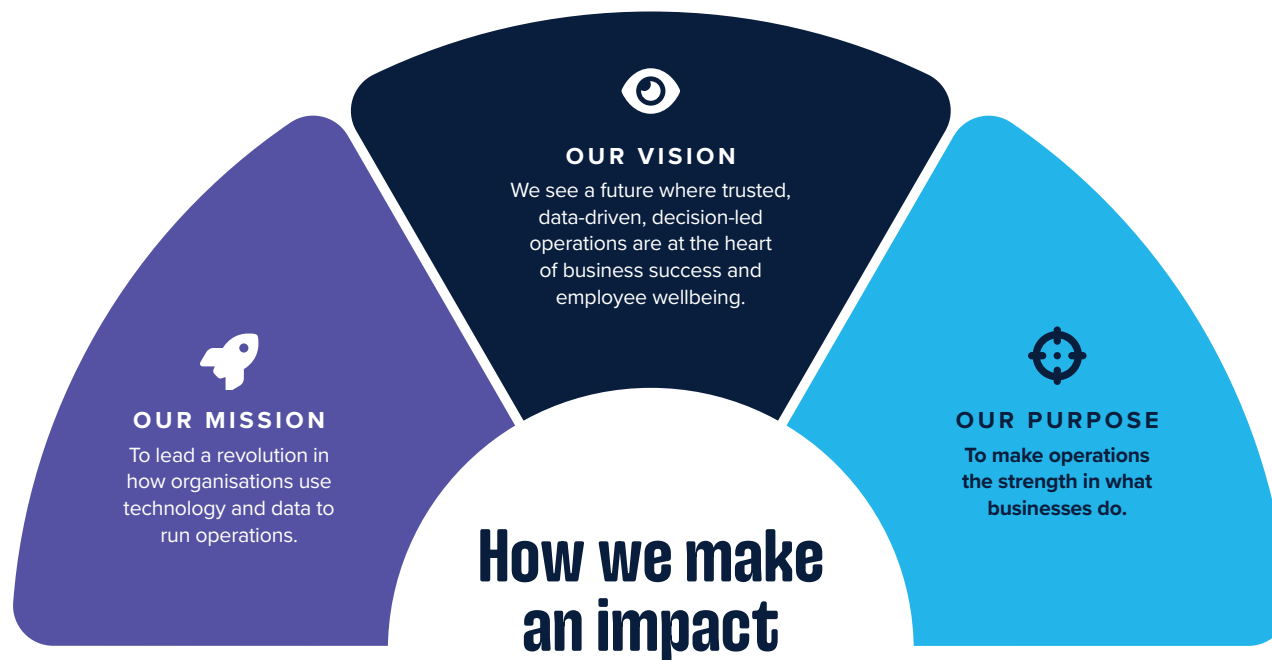 OUR VISION
We see a future where trusted,
data-driven, decision-led
operations are at the heart
of business success and
employee wellbeing.
OUR MISSION
To lead a revolution in
how organisations use
technology and data to
run operations.
OUR PURPOSE
To make operations
the strength in what
businesses do.
How we make
an impact